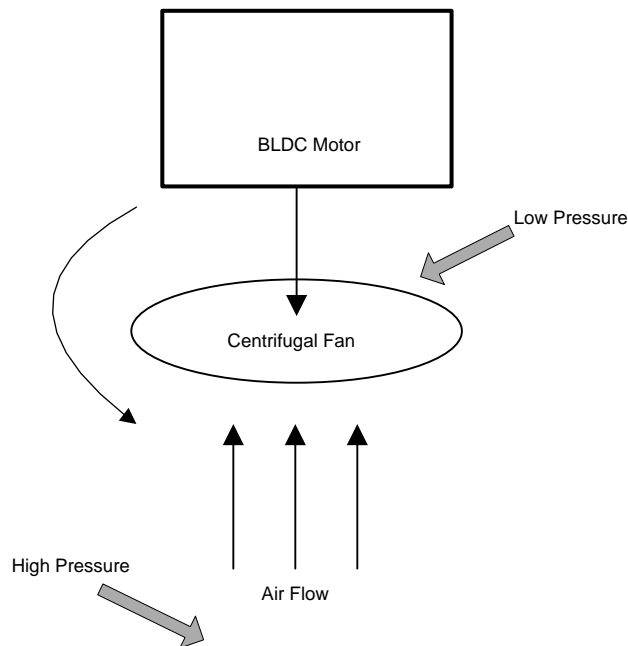 BLDC Motor
Low Pressure
Centrifugal Fan
High Pressure
Air Flow